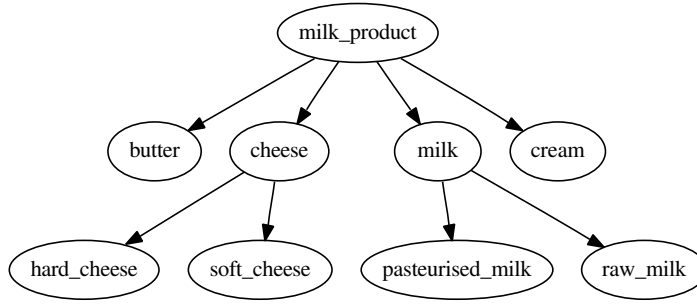 milk_product
butter
cheese
milk
cream
hard_cheese
soft_cheese
pasteurised_milk
raw_milk